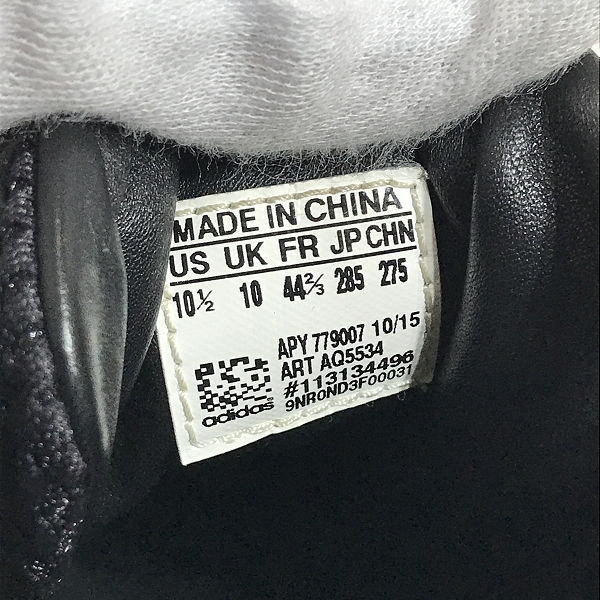 MADE IN CHINA
US UK FR JP CHN
10½ 10 44⅔ 285 275
APY 779007 10/15
ART AQ5534
#113134496
9NR0ND3F00031
adidas